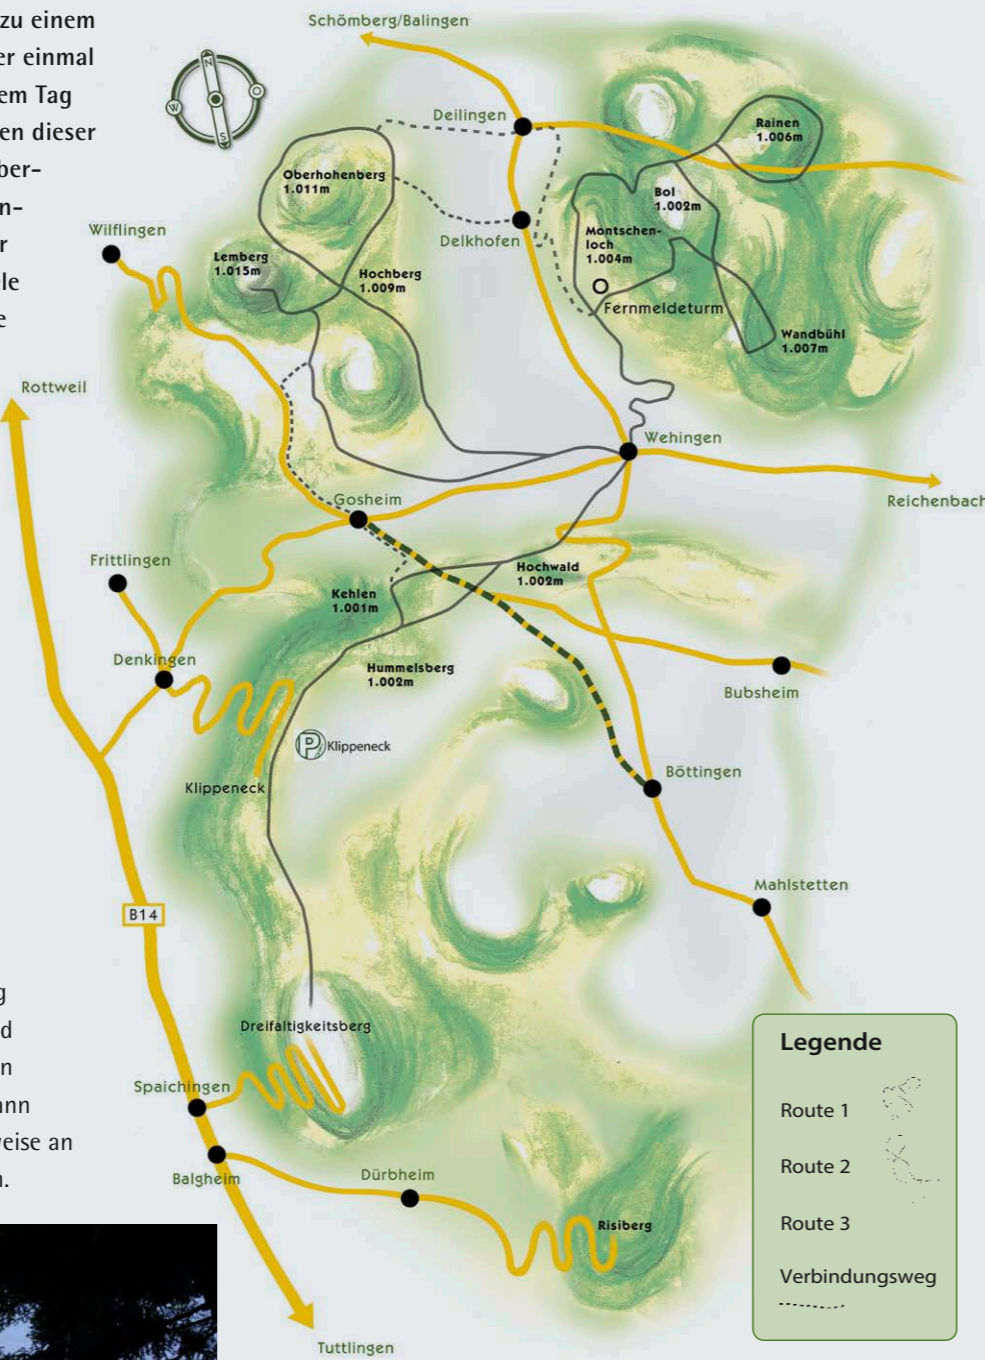 zu einem
er einmal
em Tag
en dieser
ber-
n-
r
ele
e
Schömberg/Balingen
N
W
O
S
Deilingen
Rainen
1.006m
Oberhohenberg
1.011m
Bol
1.002m
Wilflingen
Delkhofen
Montschen-
loch
1.004m
Lemberg
1.015m
Hochberg
1.009m
Fernmeldeturm
Wandbühl
1.007m
Rottweil
Wehingen
Reichenbach
Gosheim
Frittlingen
Hochwald
1.002m
Kehlen
1.001m
Denkingen
Hummelsberg
1.002m
Bubsheim
P Klippeneck
Klippeneck
Böttingen
Mahlstetten
B14
g
d
n
nn
eise an
n.
Dreifaltigkeitsberg
Spaichingen
Balgheim
Dürbheim
Risiberg
Tuttlingen
Legende
Route 1
Route 2
Route 3
Verbindungsweg